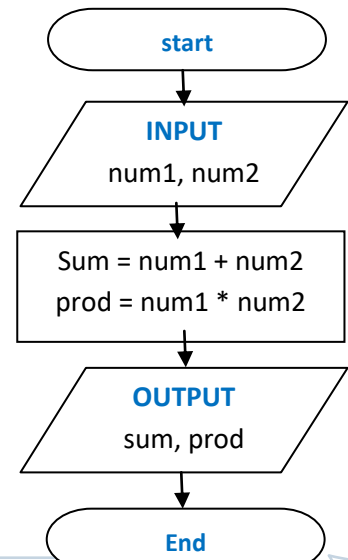 start
INPUT
num1, num2
Sum = num1 + num2
prod = num1 * num2
OUTPUT
sum, prod
End